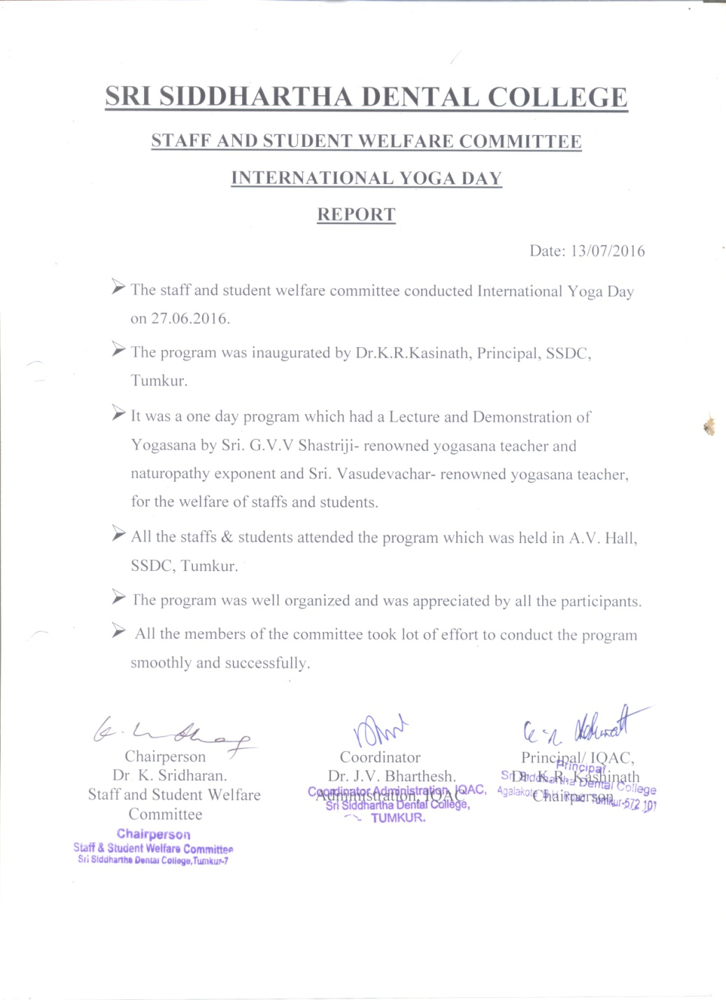 SRI SIDDHARTHA DENTAL COLLEGE
STAFF AND STUDENT WELFARE COMMITTEE
INTERNATIONAL YOGA DAY
REPORT
Date: 13/07/2016
➢ The staff and student welfare committee conducted International Yoga Day
on 27.06.2016.
➢ The program was inaugurated by Dr.K.R.Kasinath, Principal, SSDC,
Tumkur.
➢ It was a one day program which had a Lecture and Demonstration of
Yogasana by Sri. G.V.V Shastriji- renowned yogasana teacher and
naturopathy exponent and Sri. Vasudevachar- renowned yogasana teacher,
for the welfare of staffs and students.
➢ All the staffs & students attended the program which was held in A.V. Hall,
SSDC, Tumkur.
➢ The program was well organized and was appreciated by all the participants.
➢ All the members of the committee took lot of effort to conduct the program
smoothly and successfully.
Chairperson
Dr K. Sridharan.
Staff and Student Welfare
Committee
Chairperson
Staff & Student Welfare Committee
Sri Siddhartha Dental College,Tumkur-7
Coordinator
Dr. J.V. Bharthesh.
Administration, IQAC
Coordinator Administration, IQAC,
Sri Siddhartha Dental College,
TUMKUR.
Principal/ IQAC,
Dr. K.R. Kashinath
Chairperson
Principal
Sri Siddhartha Dental College
Agalakote B.H. Road Tumkur-572 101